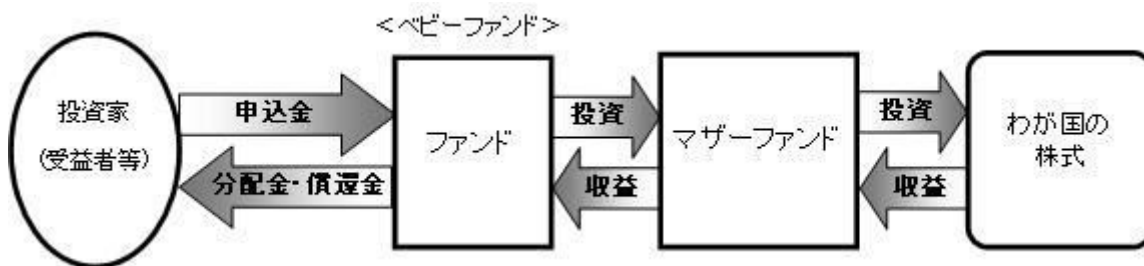 <ベビーファンド>
投資家
(受益者等)
申込金
分配金・償還金
ファンド
投資
収益
マザーファンド
投資
収益
わが国の
株式